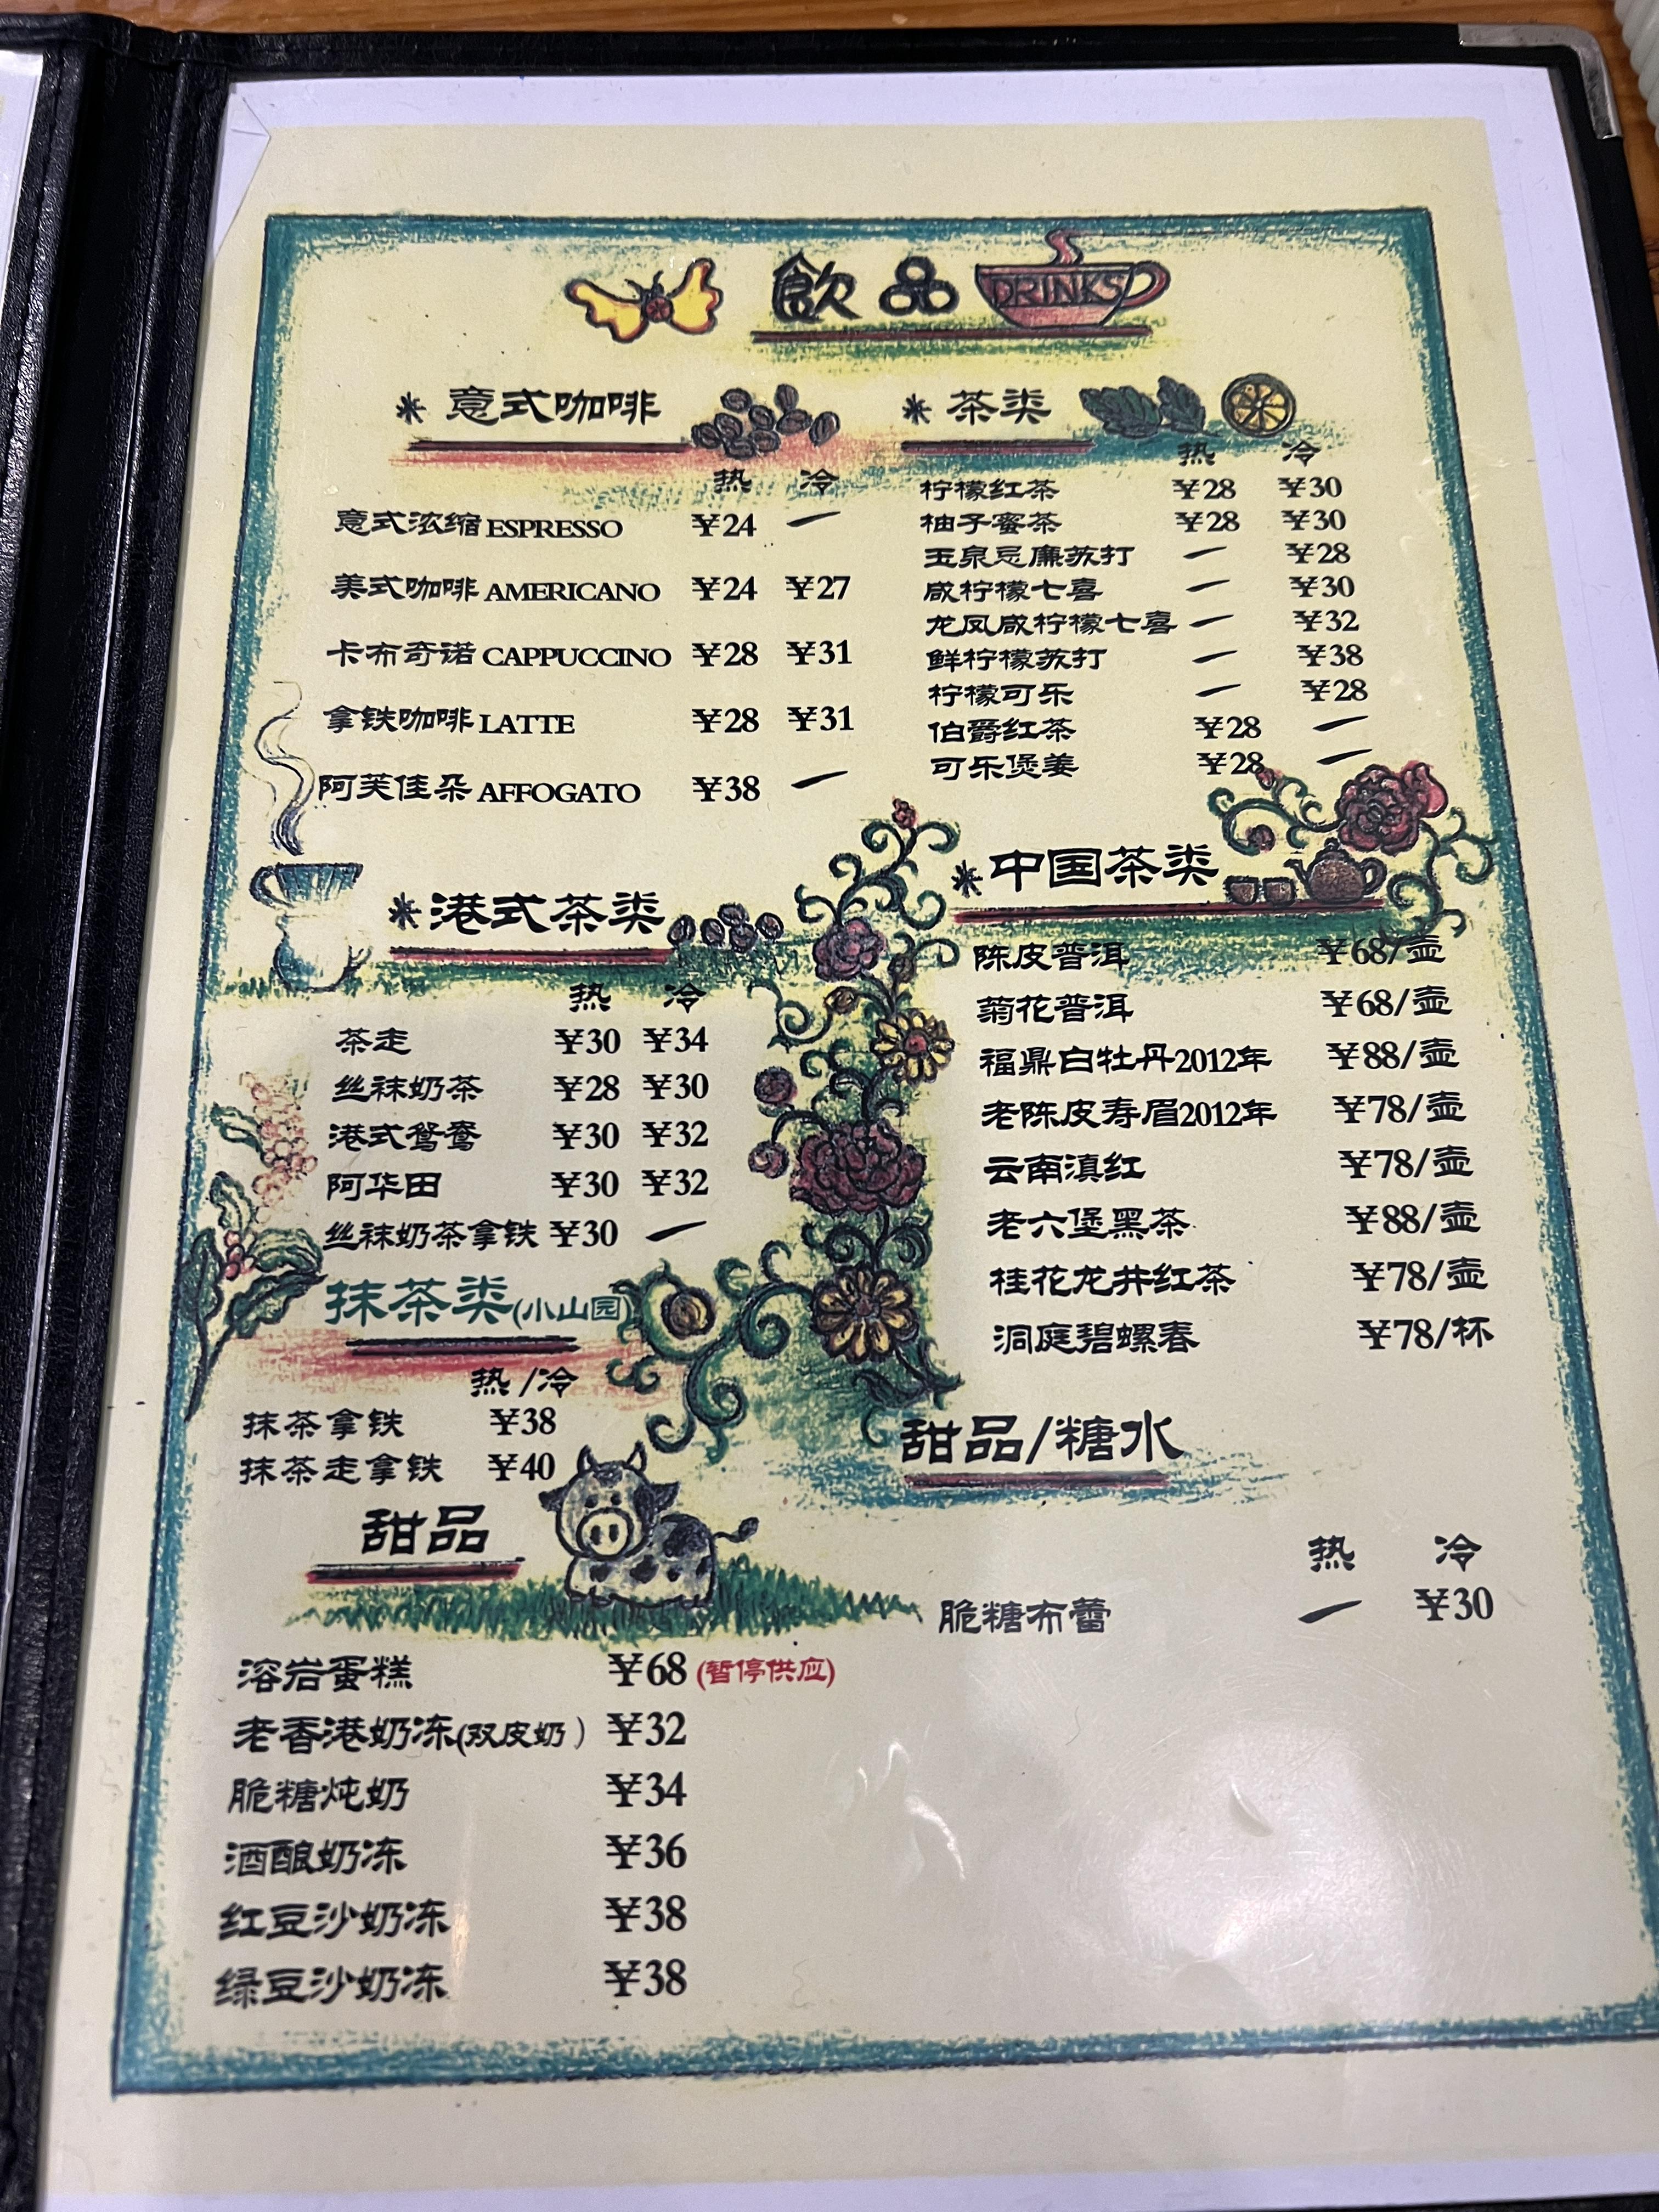 飲品 DRINKS
* 意式咖啡
热 冷
意式浓缩 ESPRESSO ¥24 —
美式咖啡 AMERICANO ¥24 ¥27
卡布奇诺 CAPPUCCINO ¥28 ¥31
拿铁咖啡 LATTE ¥28 ¥31
阿芙佳朵 AFFOGATO ¥38 —
* 茶类
热 冷
柠檬红茶 ¥28 ¥30
柚子蜜茶 ¥28 ¥30
玉泉忌廉苏打 — ¥28
咸柠檬七喜 — ¥30
龙凤咸柠檬七喜 — ¥32
鲜柠檬苏打 — ¥38
柠檬可乐 — ¥28
伯爵红茶 ¥28 —
可乐煲姜 ¥28 —
* 港式茶类
热 冷
茶走 ¥30 ¥34
丝袜奶茶 ¥28 ¥30
港式鸳鸯 ¥30 ¥32
阿华田 ¥30 ¥32
丝袜奶茶拿铁 ¥30 —
* 中国茶类
陈皮普洱 ¥68/壶
菊花普洱 ¥68/壶
福鼎白牡丹2012年 ¥88/壶
老陈皮寿眉2012年 ¥78/壶
云南滇红 ¥78/壶
老六堡黑茶 ¥88/壶
桂花龙井红茶 ¥78/壶
洞庭碧螺春 ¥78/杯
抹茶类(小山园)
热/冷
抹茶拿铁 ¥38
抹茶走拿铁 ¥40
甜品
溶岩蛋糕 ¥68 (暂停供应)
老香港奶冻(双皮奶) ¥32
脆糖炖奶 ¥34
酒酿奶冻 ¥36
红豆沙奶冻 ¥38
绿豆沙奶冻 ¥38
甜品/糖水
热 冷
脆糖布蕾 — ¥30